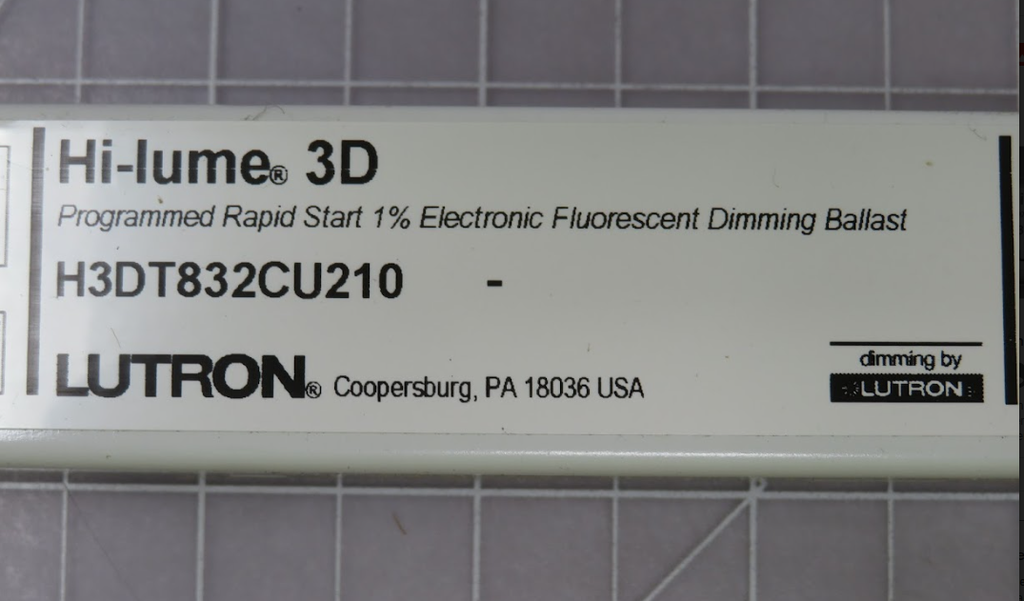 Hi-lume® 3D
Programmed Rapid Start 1% Electronic Fluorescent Dimming Ballast
H3DT832CU210 -
LUTRON® Coopersburg, PA 18036 USA
dimming by
LUTRON